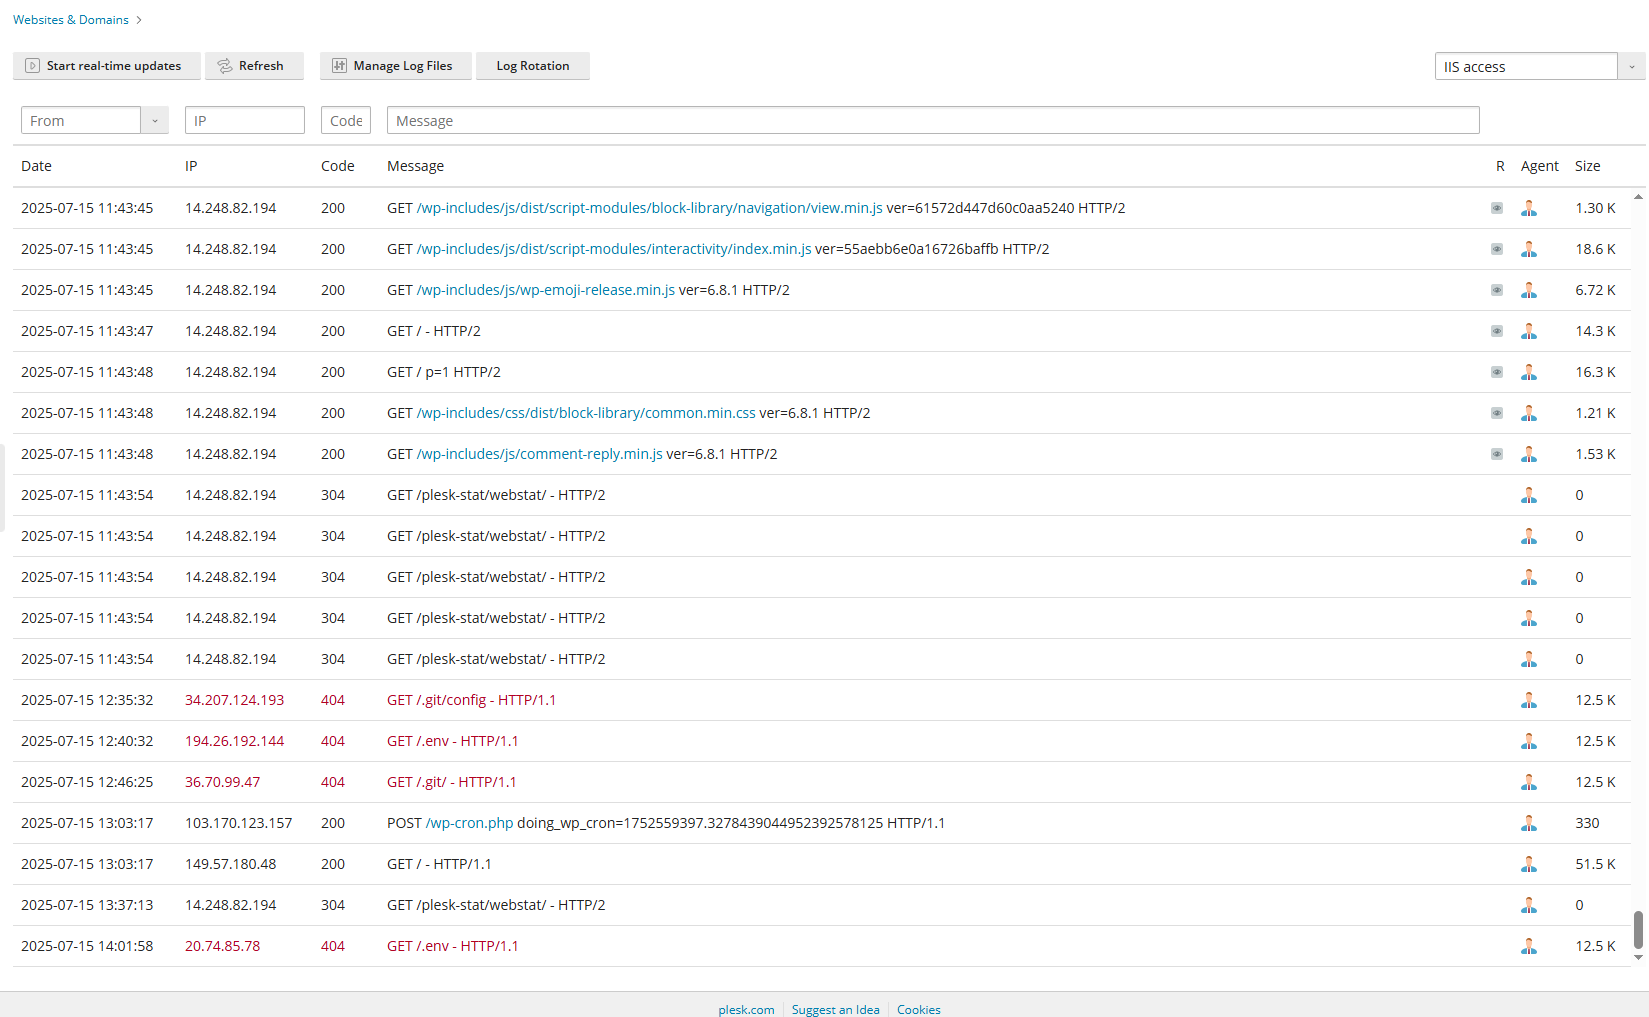 Websites & Domains >
Start real-time updates Refresh Manage Log Files Log Rotation IIS access
From IP Code Message
Date IP Code Message R Agent Size
2025-07-15 11:43:45 14.248.82.194 200 GET /wp-includes/js/dist/script-modules/block-library/navigation/view.min.js ver=61572d447d60c0aa5240 HTTP/2 1.30 K
2025-07-15 11:43:45 14.248.82.194 200 GET /wp-includes/js/dist/script-modules/interactivity/index.min.js ver=55aebb6e0a16726baffb HTTP/2 18.6 K
2025-07-15 11:43:45 14.248.82.194 200 GET /wp-includes/js/wp-emoji-release.min.js ver=6.8.1 HTTP/2 6.72 K
2025-07-15 11:43:47 14.248.82.194 200 GET / - HTTP/2 14.3 K
2025-07-15 11:43:48 14.248.82.194 200 GET / p=1 HTTP/2 16.3 K
2025-07-15 11:43:48 14.248.82.194 200 GET /wp-includes/css/dist/block-library/common.min.css ver=6.8.1 HTTP/2 1.21 K
2025-07-15 11:43:48 14.248.82.194 200 GET /wp-includes/js/comment-reply.min.js ver=6.8.1 HTTP/2 1.53 K
2025-07-15 11:43:54 14.248.82.194 304 GET /plesk-stat/webstat/ - HTTP/2 0
2025-07-15 11:43:54 14.248.82.194 304 GET /plesk-stat/webstat/ - HTTP/2 0
2025-07-15 11:43:54 14.248.82.194 304 GET /plesk-stat/webstat/ - HTTP/2 0
2025-07-15 11:43:54 14.248.82.194 304 GET /plesk-stat/webstat/ - HTTP/2 0
2025-07-15 11:43:54 14.248.82.194 304 GET /plesk-stat/webstat/ - HTTP/2 0
2025-07-15 12:35:32 34.207.124.193 404 GET /.git/config - HTTP/1.1 12.5 K
2025-07-15 12:40:32 194.26.192.144 404 GET /.env - HTTP/1.1 12.5 K
2025-07-15 12:46:25 36.70.99.47 404 GET /.git/ - HTTP/1.1 12.5 K
2025-07-15 13:03:17 103.170.123.157 200 POST /wp-cron.php doing_wp_cron=1752559397.3278439044952392578125 HTTP/1.1 330
2025-07-15 13:03:17 149.57.180.48 200 GET / - HTTP/1.1 51.5 K
2025-07-15 13:37:13 14.248.82.194 304 GET /plesk-stat/webstat/ - HTTP/2 0
2025-07-15 14:01:58 20.74.85.78 404 GET /.env - HTTP/1.1 12.5 K
plesk.com Suggest an Idea Cookies